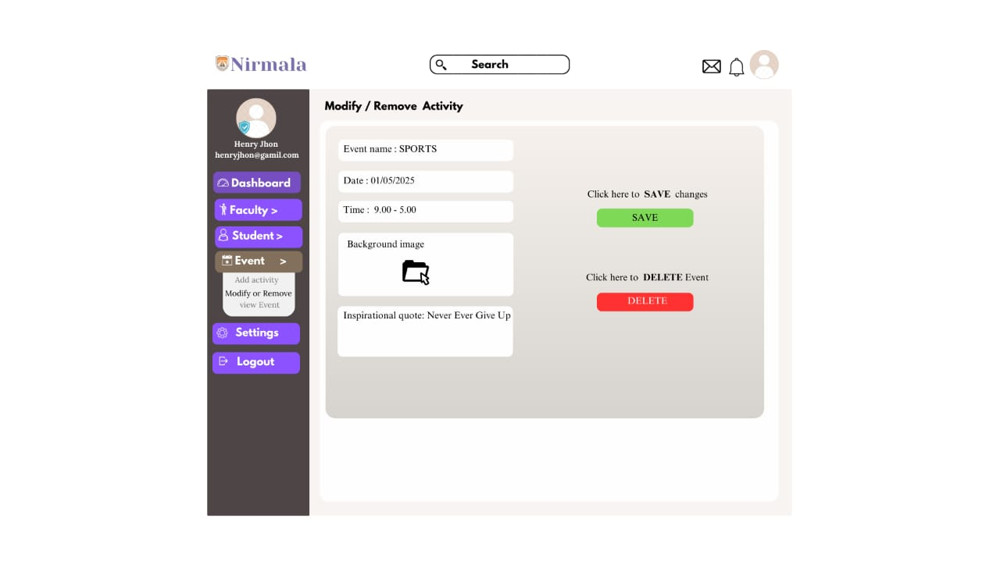 Nirmala
Search
Henry Jhon
henryjhon@gamil.com
Dashboard
Faculty >
Student >
Event >
Add activity
Modify or Remove
view Event
Settings
Logout
Modify / Remove Activity
Event name : SPORTS
Date : 01/05/2025
Time : 9.00 - 5.00
Background image
Inspirational quote: Never Ever Give Up
Click here to SAVE changes
SAVE
Click here to DELETE Event
DELETE